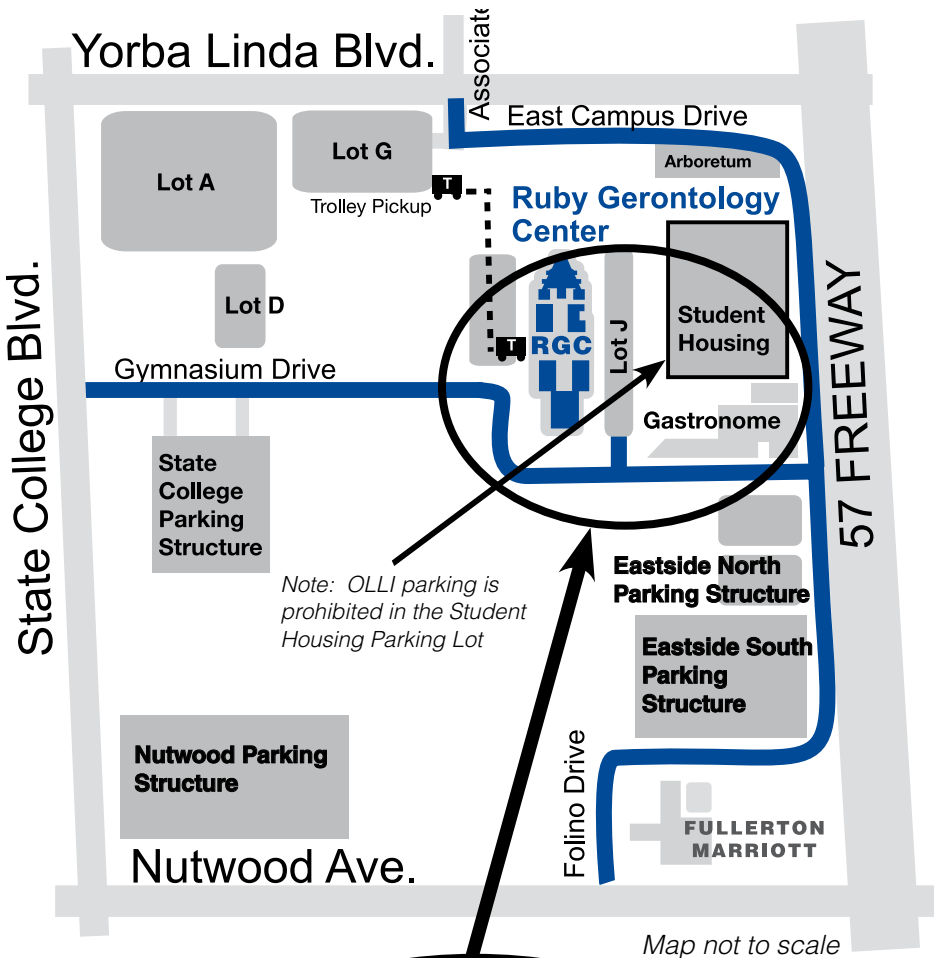 Yorba Linda Blvd.
Associate
East Campus Drive
Lot A
Lot G
Arboretum
Trolley Pickup
T
Ruby Gerontology
Center
State College Blvd.
Lot D
T
RGC
Lot J
Student
Housing
57 FREEWAY
Gymnasium Drive
Gastronome
State
College
Parking
Structure
Note: OLLI parking is
prohibited in the Student
Housing Parking Lot
Eastside North
Parking Structure
Eastside South
Parking
Structure
Nutwood Parking
Structure
Folino Drive
FULLERTON
MARRIOTT
Nutwood Ave.
Map not to scale